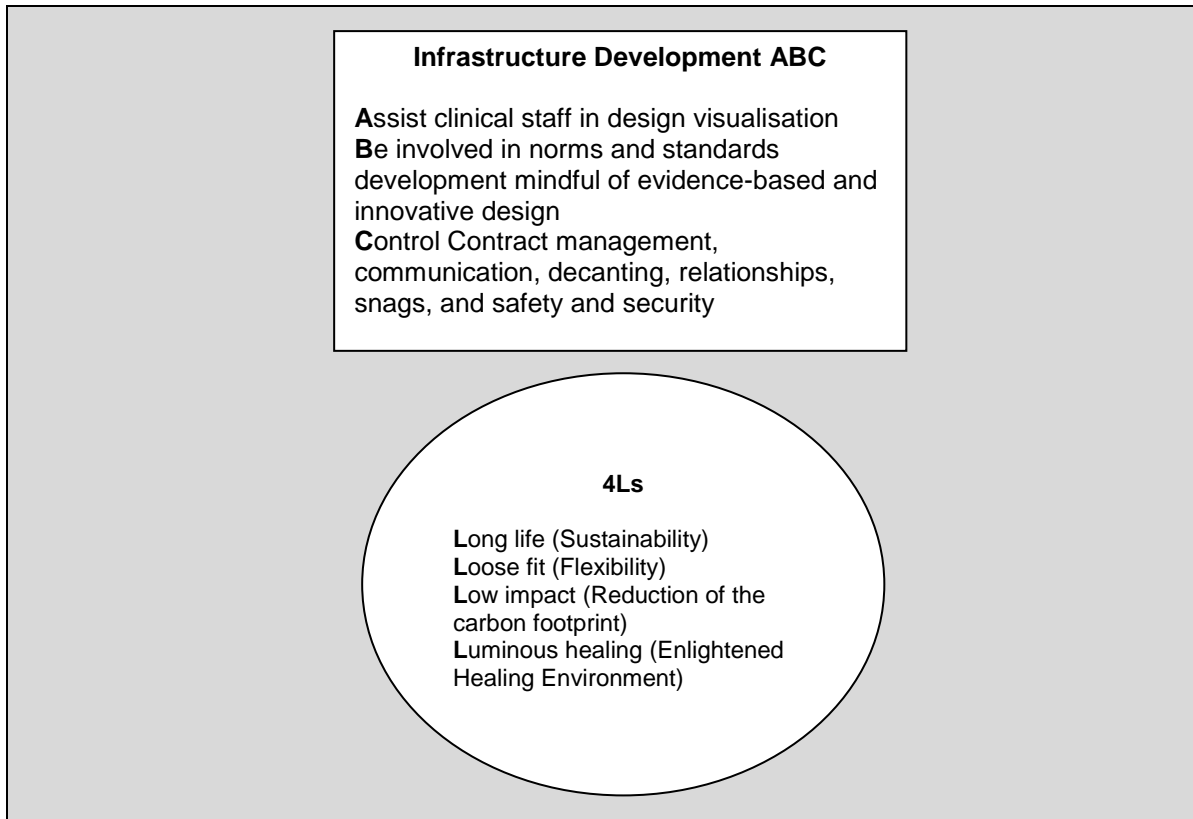 Infrastructure Development ABC
Assist clinical staff in design visualisation
Be involved in norms and standards
development mindful of evidence-based and
innovative design
Control Contract management,
communication, decanting, relationships,
snags, and safety and security
4Ls
Long life (Sustainability)
Loose fit (Flexibility)
Low impact (Reduction of the
carbon footprint)
Luminous healing (Enlightened
Healing Environment)